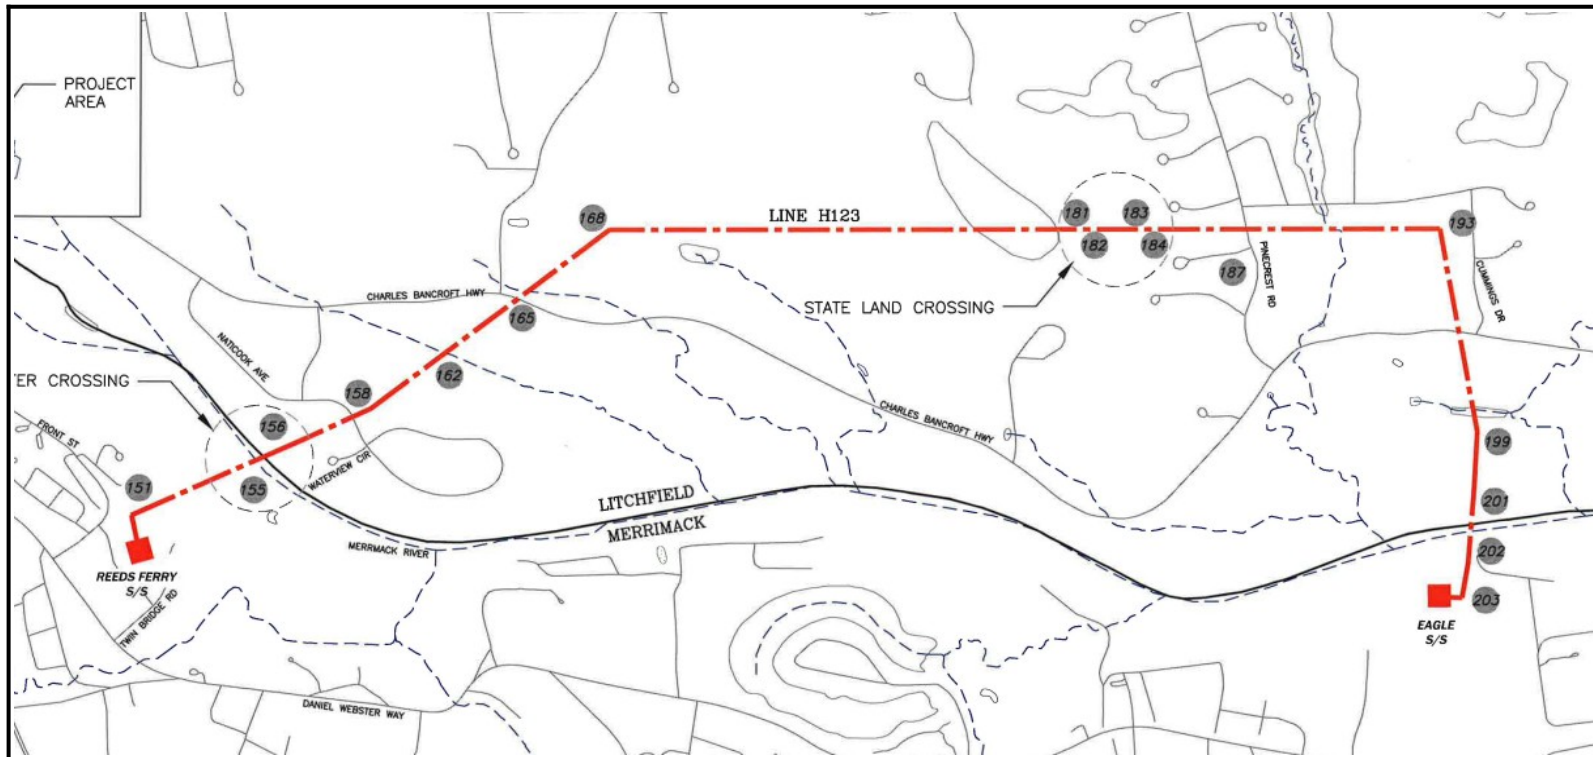 PROJECT
AREA
168
LINE H123
181
183
193
182
184
187
PINECREST RD
CUMMINGS DR
STATE LAND CROSSING
CHARLES BANCROFT HWY
165
NATICOOK AVE
162
TER CROSSING
158
156
CHARLES BANCROFT HWY
FRONT ST
199
WATERVIEW CIR
151
155
LITCHFIELD
201
MERRIMACK
MERRMACK RIVER
202
REEDS FERRY
S/S
203
TWIN BRIDGE RD
EAGLE
S/S
DANIEL WEBSTER WAY